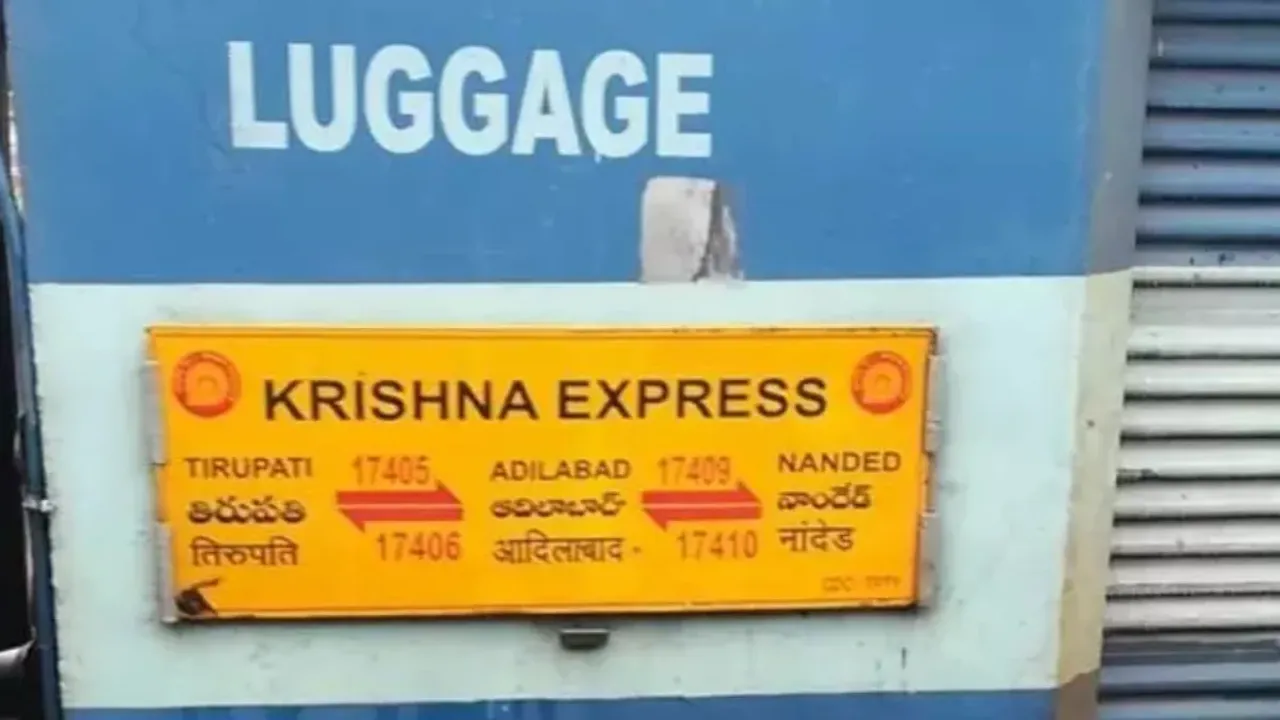 LUGGAGE
KRISHNA EXPRESS
TIRUPATI 17405 ADILABAD 17409 NANDED
తిరుపతి ఆదిలాబాద్ నాందేడ్
तिरुपति 17406 आदिलाबाद - 17410 नांदेड